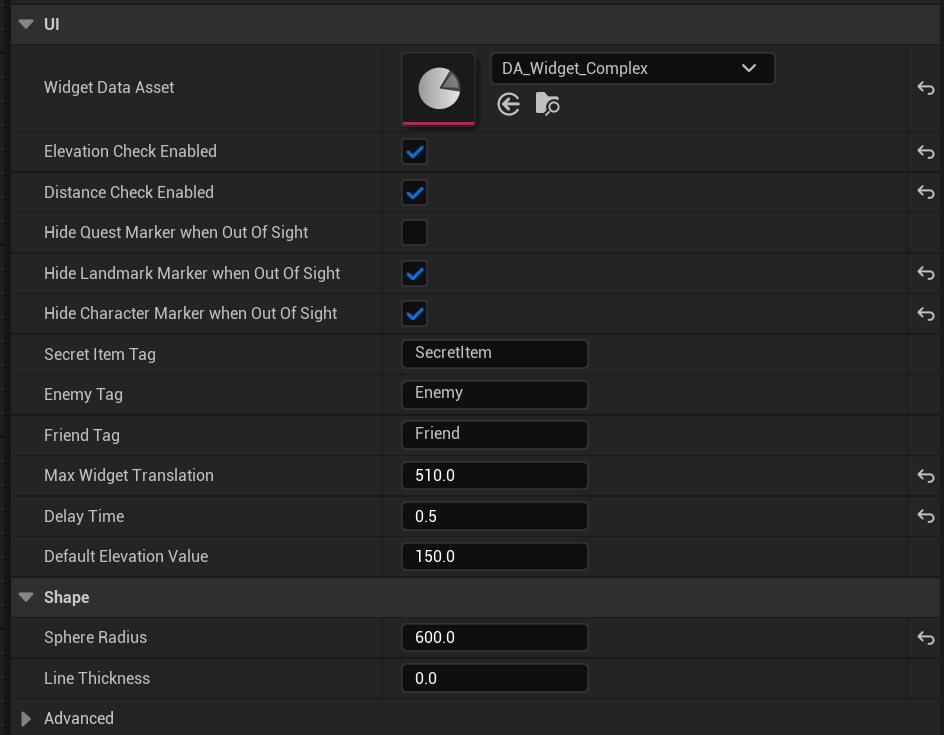 UI
Widget Data Asset
DA_Widget_Complex
Elevation Check Enabled
Distance Check Enabled
Hide Quest Marker when Out Of Sight
Hide Landmark Marker when Out Of Sight
Hide Character Marker when Out Of Sight
Secret Item Tag SecretItem
Enemy Tag Enemy
Friend Tag Friend
Max Widget Translation 510.0
Delay Time 0.5
Default Elevation Value 150.0
Shape
Sphere Radius 600.0
Line Thickness 0.0
Advanced